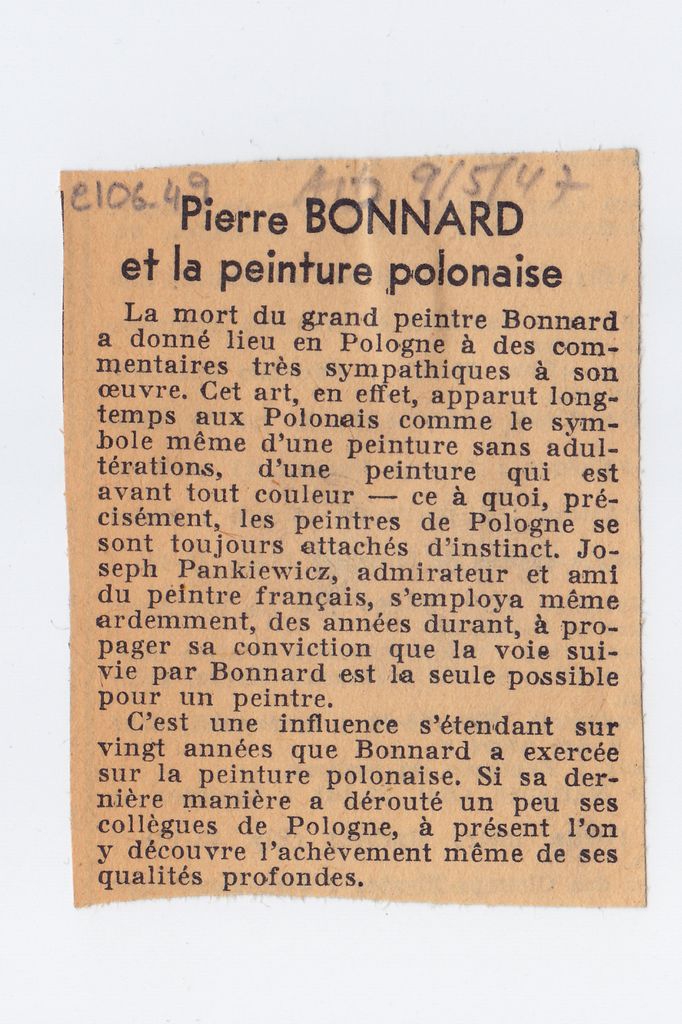 e106.49 9/5/47
Pierre BONNARD
et la peinture polonaise
La mort du grand peintre Bonnard
a donné lieu en Pologne à des com-
mentaires très sympathiques à son
œuvre. Cet art, en effet, apparut long-
temps aux Polonais comme le sym-
bole même d'une peinture sans adul-
térations, d'une peinture qui est
avant tout couleur — ce à quoi, pré-
cisément, les peintres de Pologne se
sont toujours attachés d'instinct. Jo-
seph Pankiewicz, admirateur et ami
du peintre français, s'employa même
ardemment, des années durant, à pro-
pager sa conviction que la voie sui-
vie par Bonnard est la seule possible
pour un peintre.
C'est une influence s'étendant sur
vingt années que Bonnard a exercée
sur la peinture polonaise. Si sa der-
nière manière a dérouté un peu ses
collègues de Pologne, à présent l'on
y découvre l'achèvement même de ses
qualités profondes.